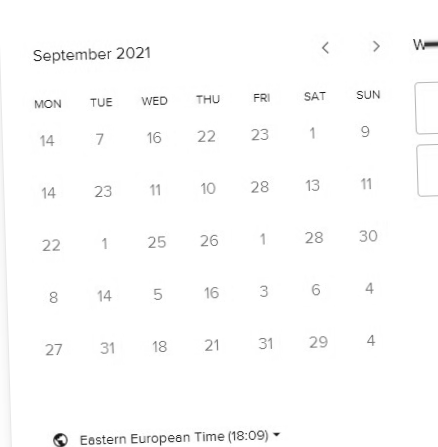 September 2021
MON TUE WED THU FRI SAT SUN
14 7 16 22 23 1 9
14 23 11 10 28 13 11
22 1 25 26 1 28 30
8 14 5 16 3 6 4
27 31 18 21 31 29 4
Eastern European Time (18:09)